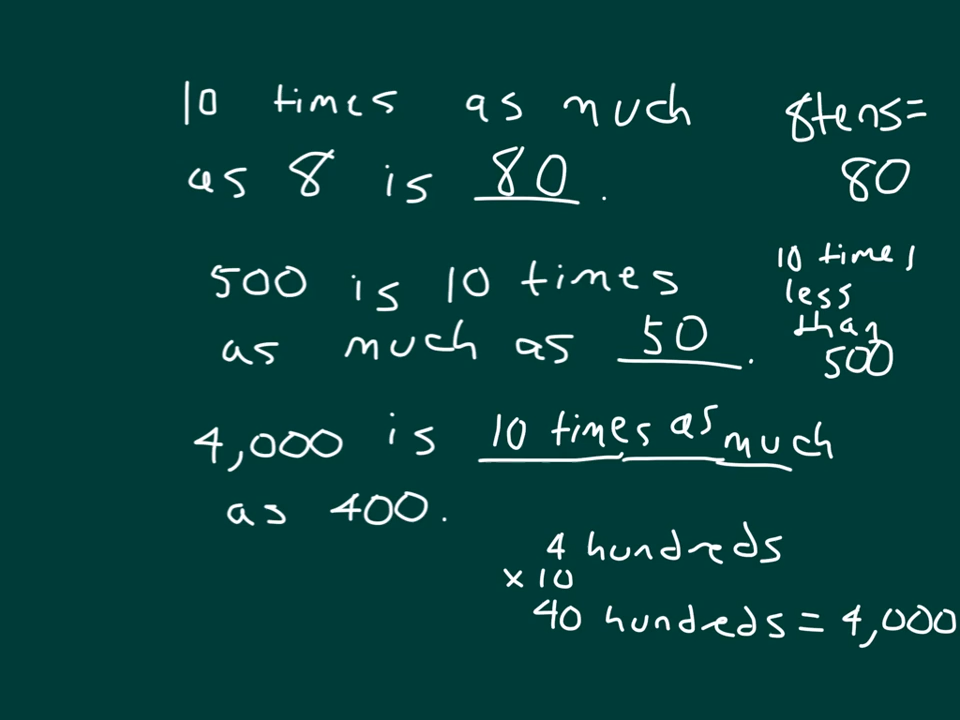 10 times as much
as 8 is 80.
8tens=
80
500 is 10 times
as much as 50.
10 times
less
than
500
4,000 is 10 times as much
as 400.
4 hundreds
x 10
40 hundreds = 4,000